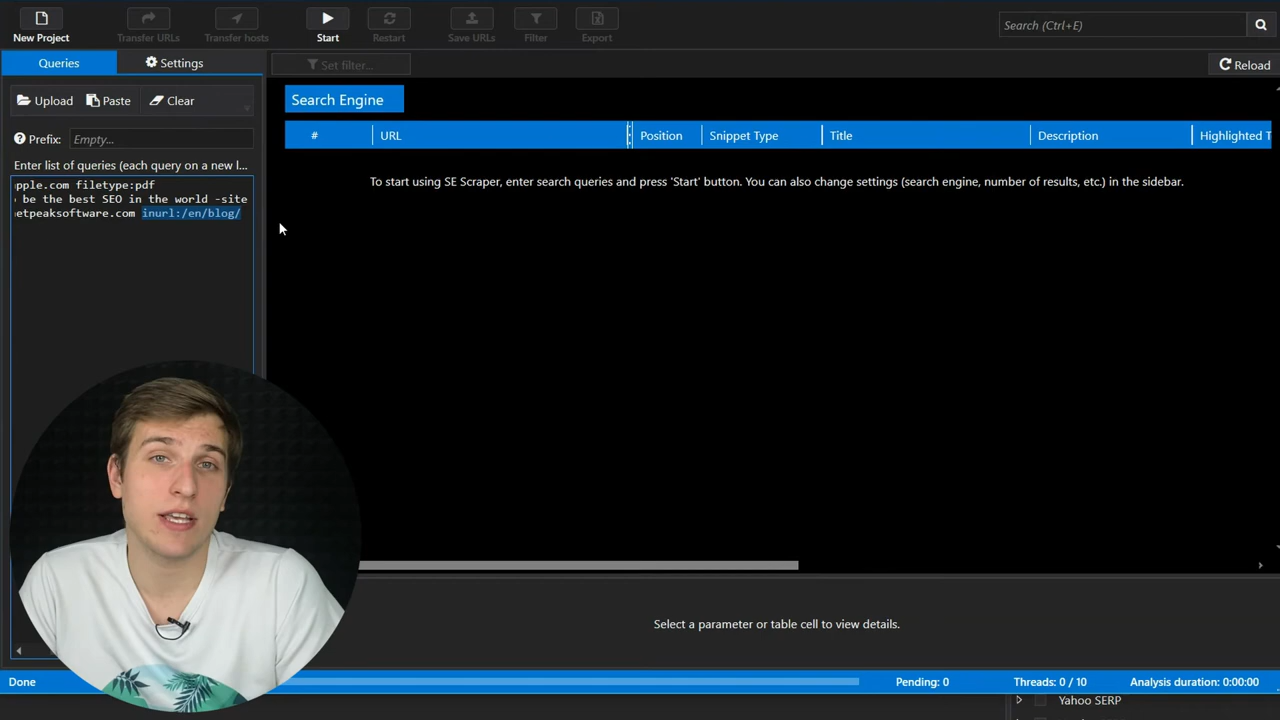 New Project
Transfer URLs
Transfer hosts
Start
Restart
Save URLs
Filter
Export
Search (Ctrl+E)
Queries
Settings
Set filter...
Reload
Upload
Paste
Clear
Search Engine
Prefix:
Empty...
#
URL
Position
Snippet Type
Title
Description
Highlighted T
Enter list of queries (each query on a new l...
pple.com filetype:pdf
be the best SEO in the world -site
etpeaksoftware.com inurl:/en/blog/
To start using SE Scraper, enter search queries and press 'Start' button. You can also change settings (search engine, number of results, etc.) in the sidebar.
Select a parameter or table cell to view details.
Done
Pending: 0
Threads: 0 / 10
Analysis duration: 0:00:00
Yahoo SERP